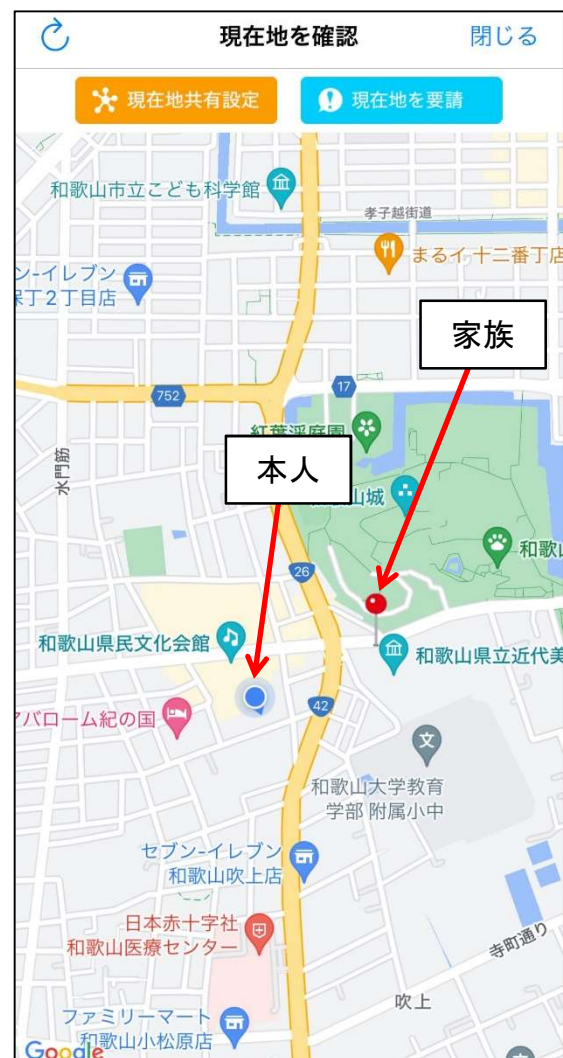 現在地を確認
閉じる
現在地共有設定
現在地を要請
和歌山市立こども科学館
孝子越街道
まるイ 十二番丁店
ン-イレブン
丁2丁目店
家族
752
17
紅葉渓庭園
水門筋
本人
山城
和歌山
26
和歌山県民文化会館
和歌山県立近代美
アバローム紀の国
42
文
和歌山大学教育
学部 附属小中
セブン-イレブン
和歌山吹上店
日本赤十字社
和歌山医療センター
寺町通り
吹上
ファミリーマート
和歌山小松原店
Google